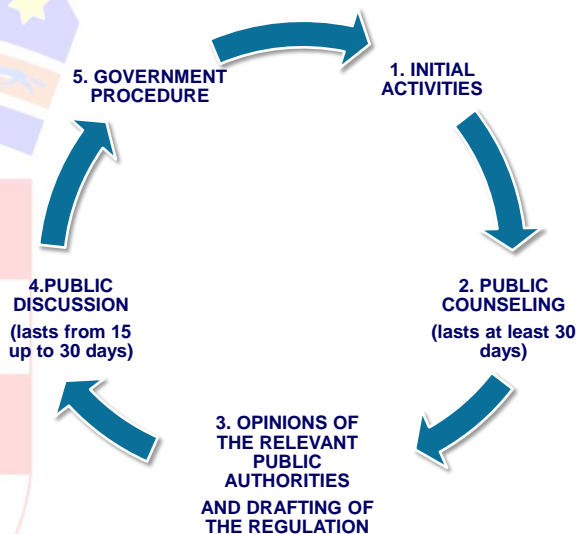 1. INITIAL
ACTIVITIES
2. PUBLIC
COUNSELING
(lasts at least 30
days)
3. OPINIONS OF
THE RELEVANT
PUBLIC
AUTHORITIES
AND DRAFTING OF
THE REGULATION
4.PUBLIC
DISCUSSION
(lasts from 15
up to 30 days)
5. GOVERNMENT
PROCEDURE